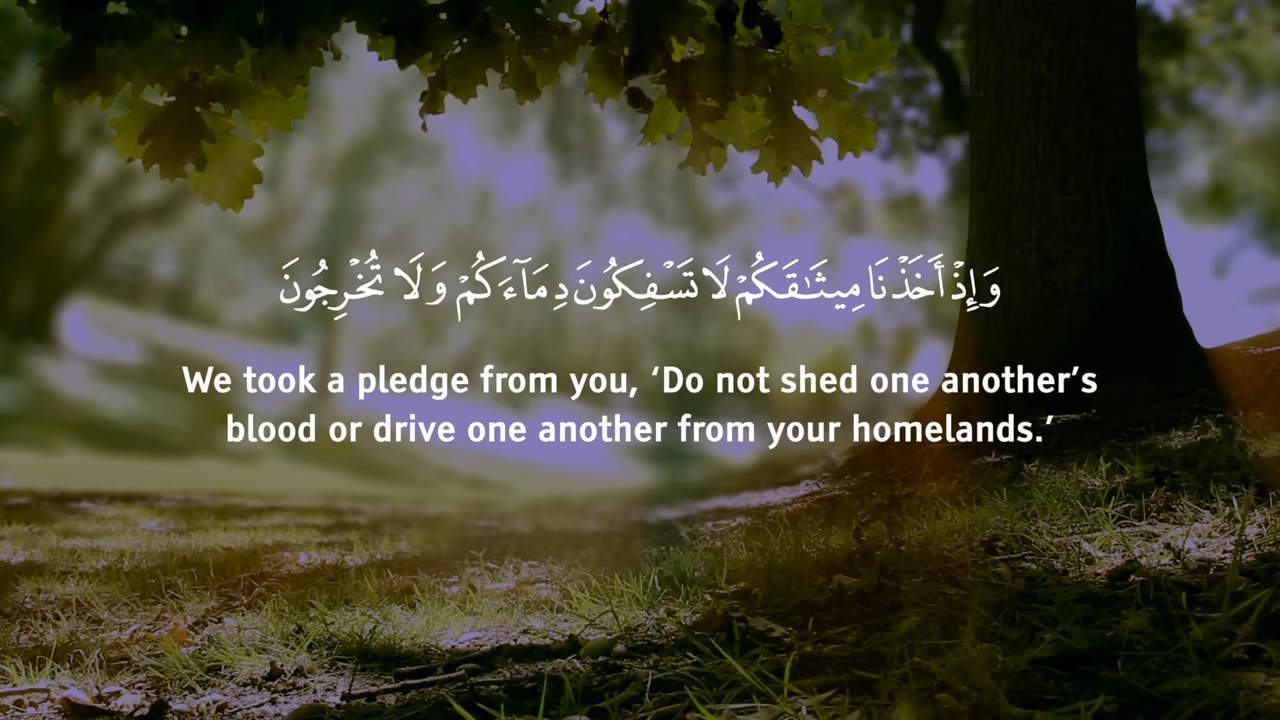 وَإِذْ أَخَذْنَا مِيثَـٰقَكُمْ لَا تَسْفِكُونَ دِمَآءَكُمْ وَلَا تُخْرِجُونَ
We took a pledge from you, ‘Do not shed one another’s
blood or drive one another from your homelands.’